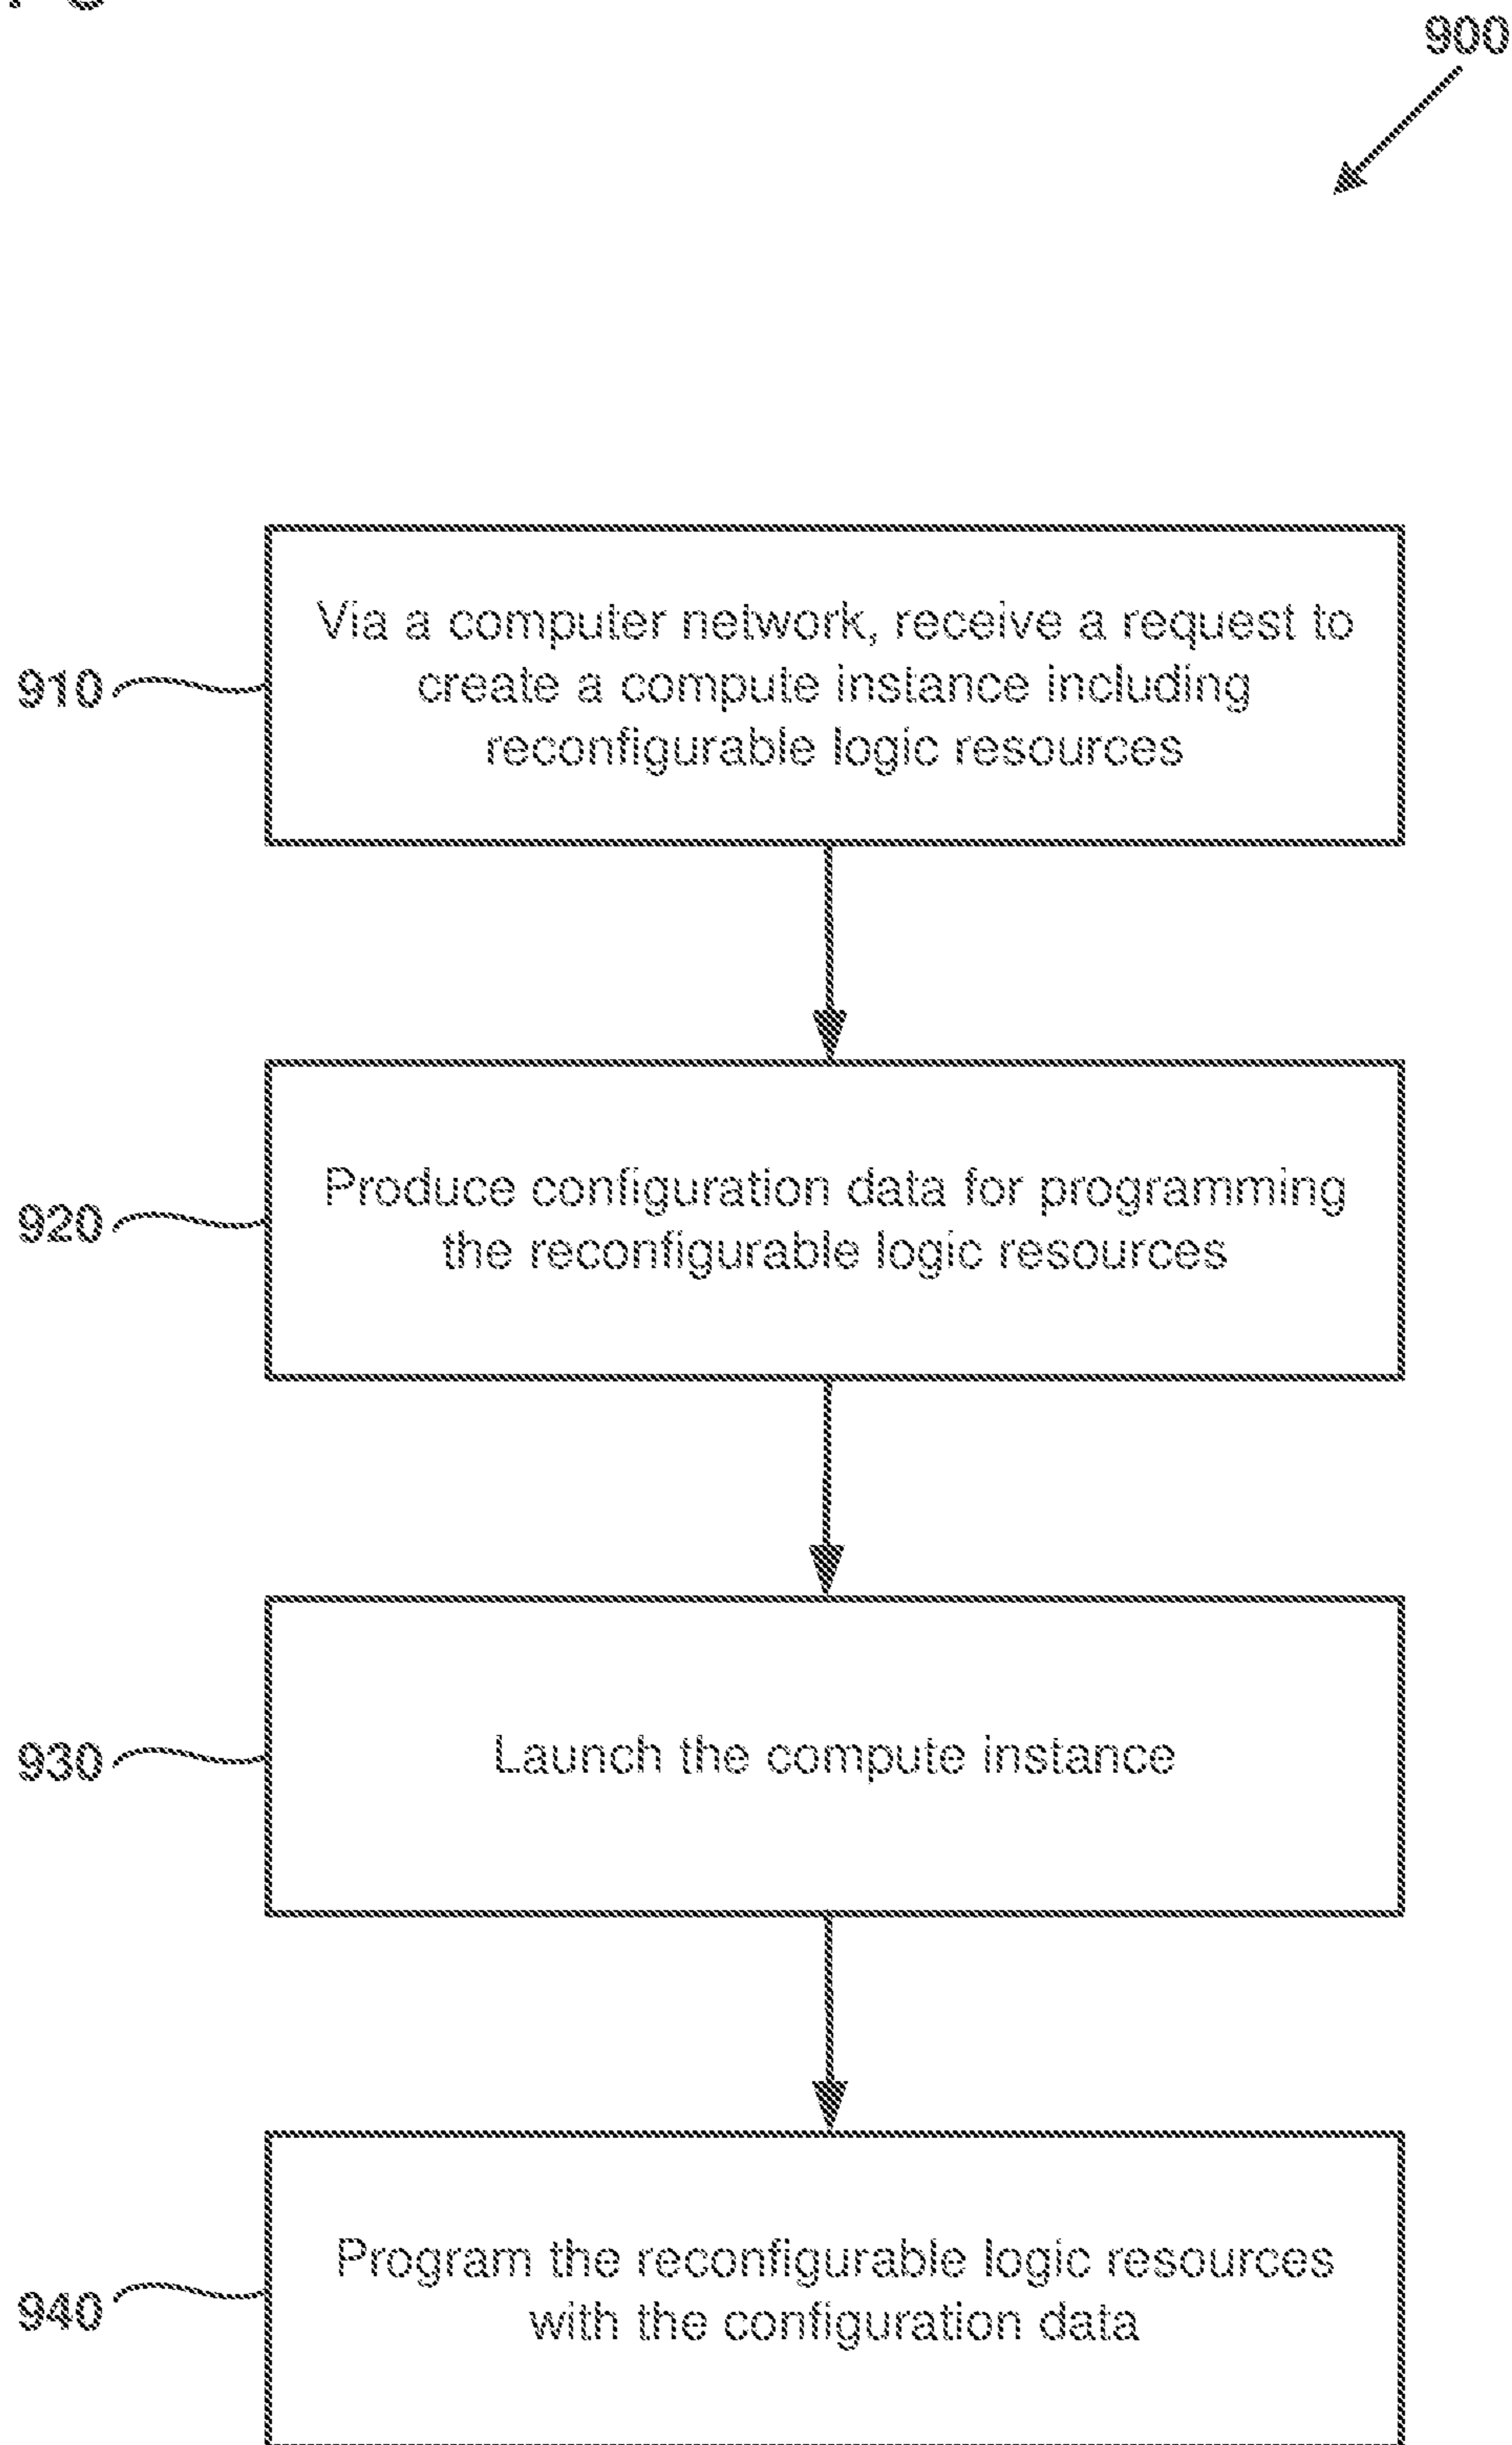 900
910
Via a computer network, receive a request to
create a compute instance including
reconfigurable logic resources
920
Produce configuration data for programming
the reconfigurable logic resources
930
Launch the compute instance
940
Program the reconfigurable logic resources
with the configuration data